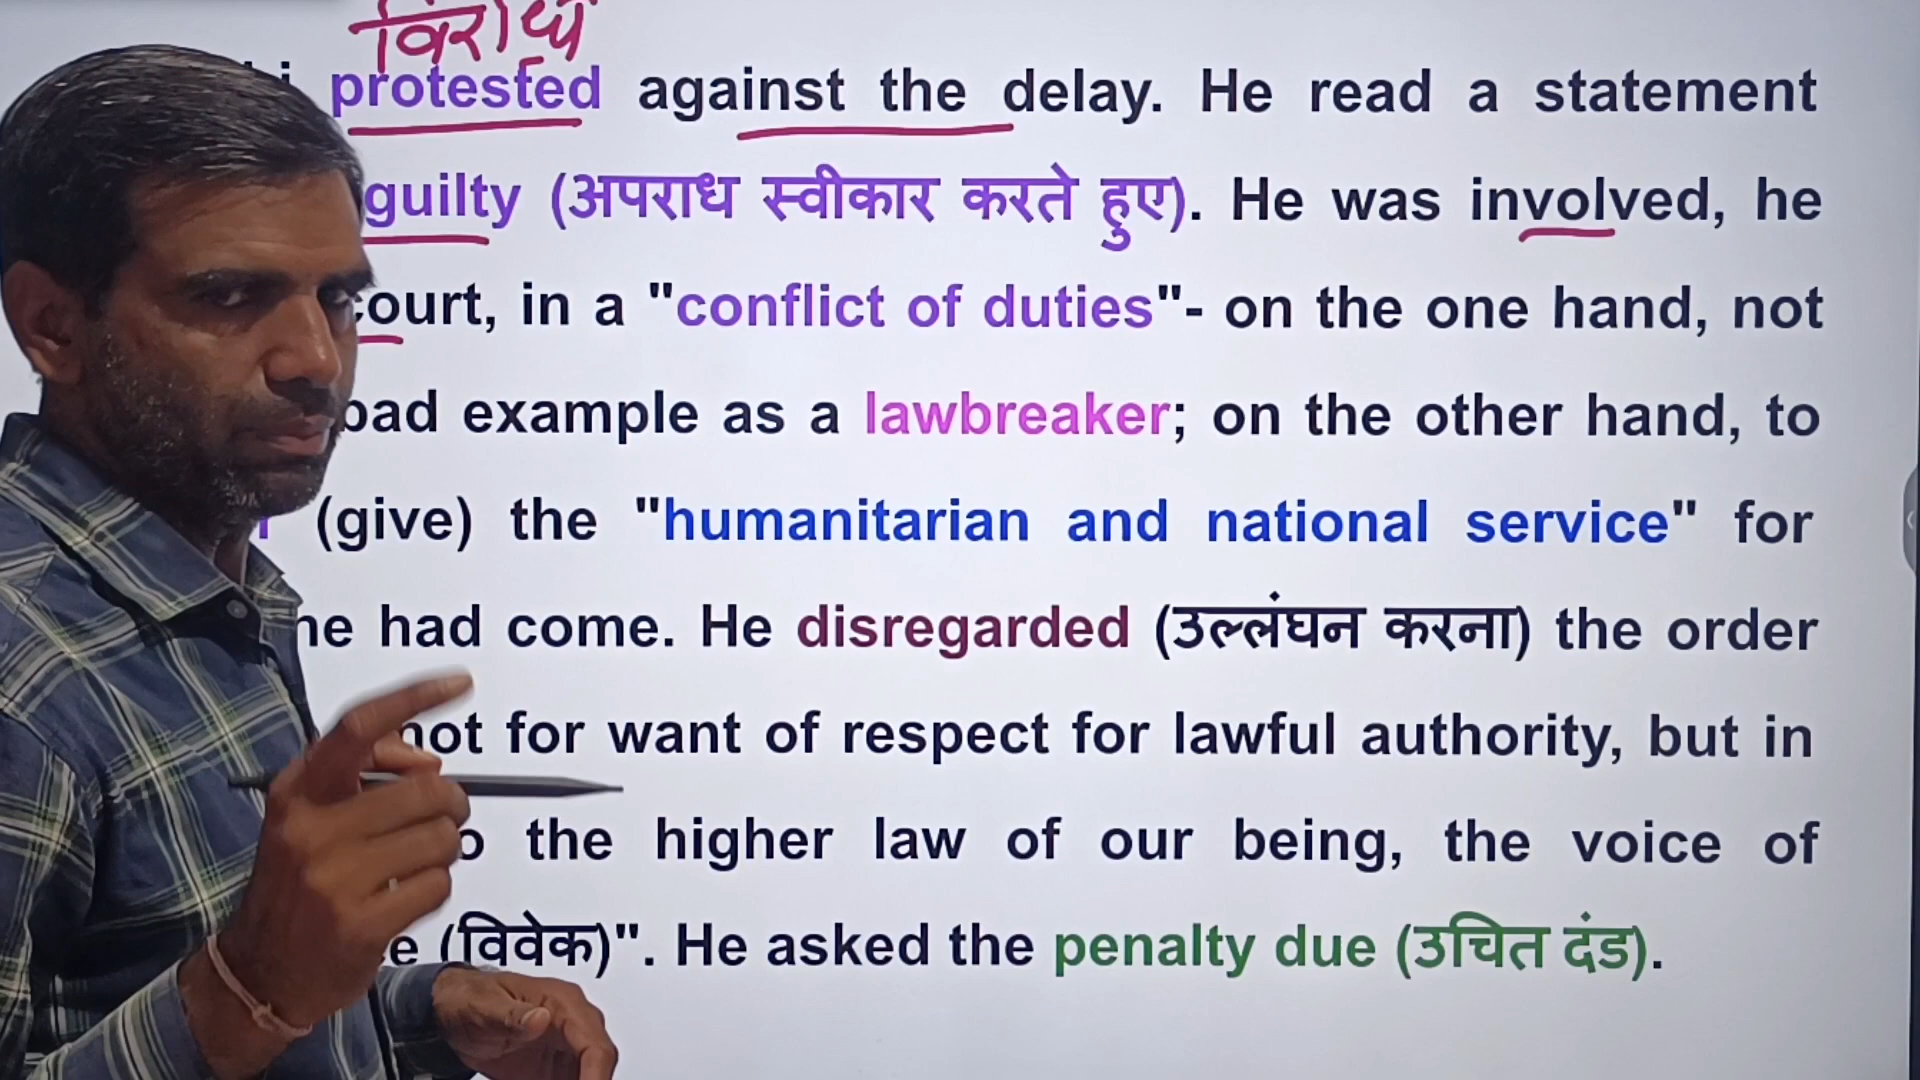 विरोध
protested against the delay. He read a statement
guilty (अपराध स्वीकार करते हुए). He was involved, he
court, in a "conflict of duties"- on the one hand, not
bad example as a lawbreaker; on the other hand, to
(give) the "humanitarian and national service" for
he had come. He disregarded (उल्लंघन करना) the order
not for want of respect for lawful authority, but in
the higher law of our being, the voice of
(विवेक)". He asked the penalty due (उचित दंड).